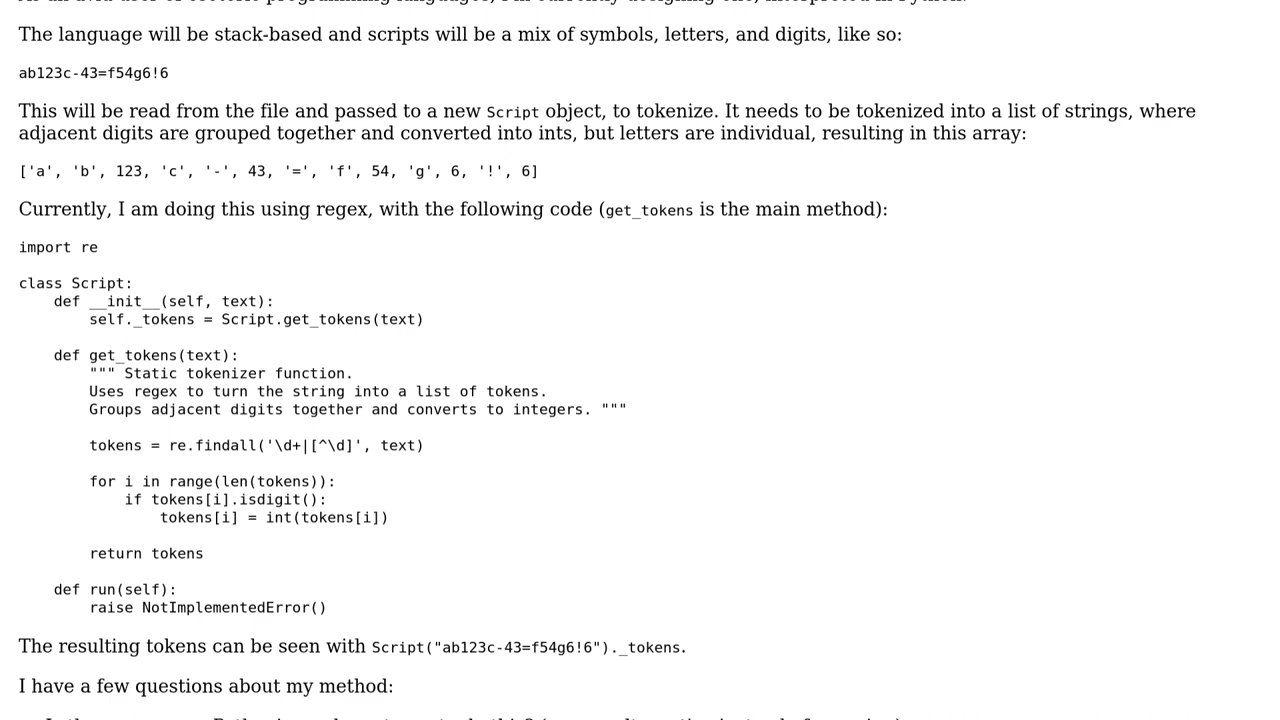 The language will be stack-based and scripts will be a mix of symbols, letters, and digits, like so:
ab123c-43=f54g6!6
This will be read from the file and passed to a new Script object, to tokenize. It needs to be tokenized into a list of strings, where
adjacent digits are grouped together and converted into ints, but letters are individual, resulting in this array:
['a', 'b', 123, 'c', '-', 43, '=', 'f', 54, 'g', 6, '!', 6]
Currently, I am doing this using regex, with the following code (get_tokens is the main method):
import re
class Script:
    def __init__(self, text):
        self._tokens = Script.get_tokens(text)
    def get_tokens(text):
        """ Static tokenizer function.
        Uses regex to turn the string into a list of tokens.
        Groups adjacent digits together and converts to integers. """
        tokens = re.findall('\d+|[^\d]', text)
        for i in range(len(tokens)):
            if tokens[i].isdigit():
                tokens[i] = int(tokens[i])
        return tokens
    def run(self):
        raise NotImplementedError()
The resulting tokens can be seen with Script("ab123c-43=f54g6!6")._tokens.
I have a few questions about my method: